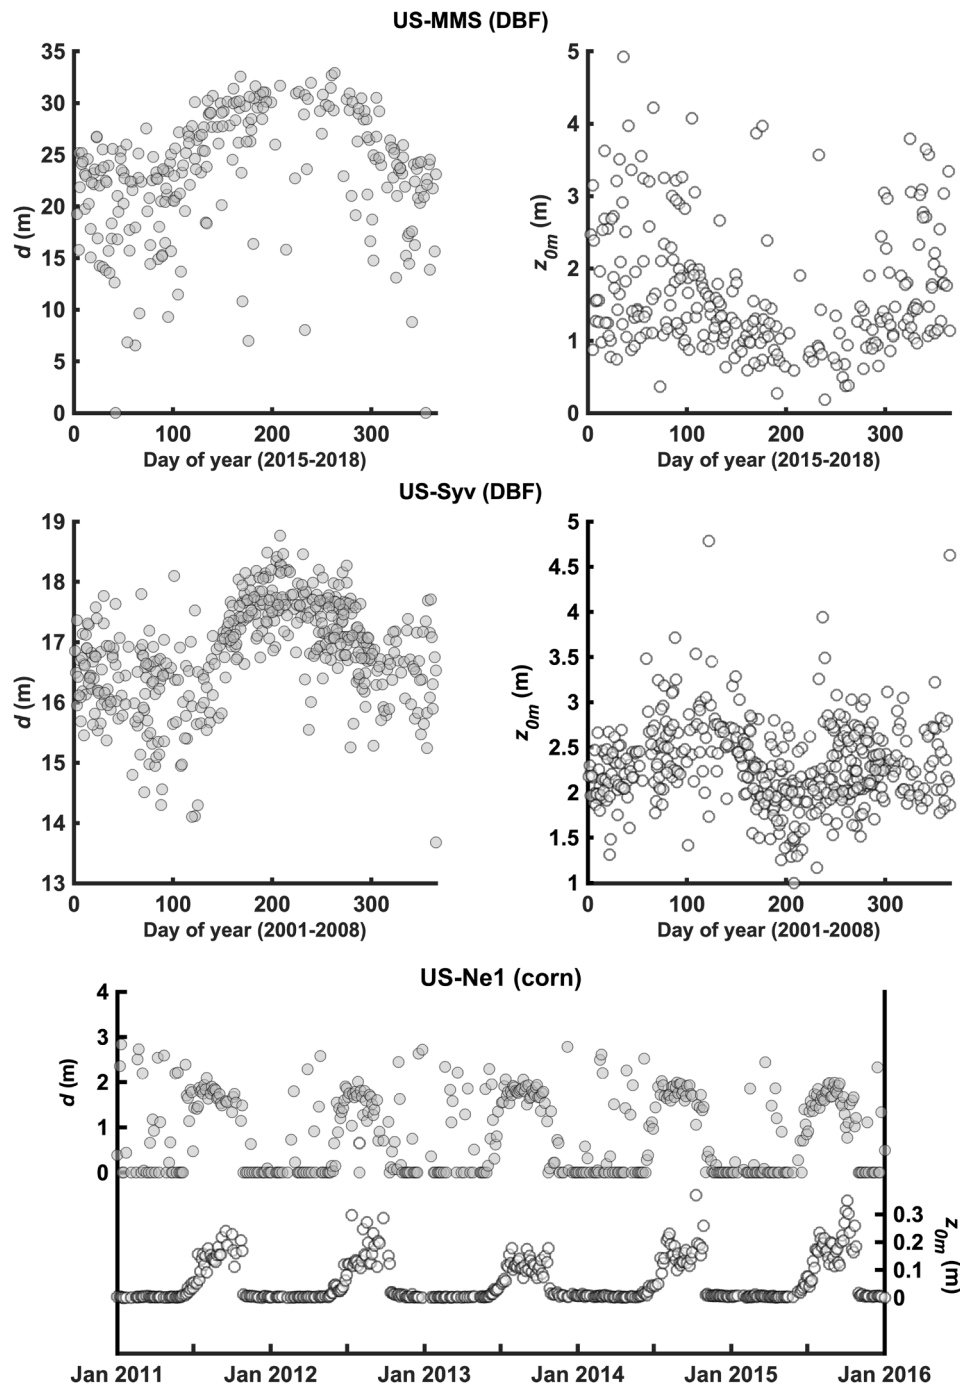 US-MMS (DBF)
35
30
25
20
15
10
5
0
d (m)
0 100 200 300
Day of year (2015-2018)
5
4
3
2
1
0
z0m (m)
0 100 200 300
Day of year (2015-2018)
US-Syv (DBF)
19
18
17
16
15
14
13
d (m)
0 100 200 300
Day of year (2001-2008)
5
4.5
4
3.5
3
2.5
2
1.5
1
z0m (m)
0 100 200 300
Day of year (2001-2008)
US-Ne1 (corn)
4
3
2
1
0
d (m)
0.3
0.2
0.1
0
z0m (m)
Jan 2011 Jan 2012 Jan 2013 Jan 2014 Jan 2015 Jan 2016